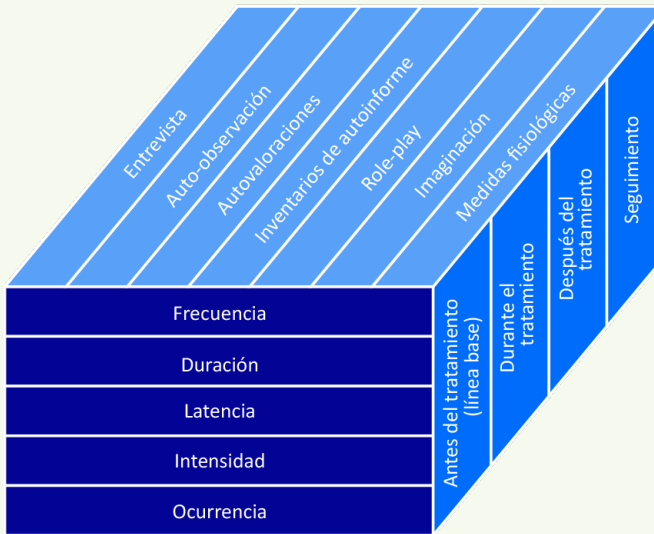 Entrevista
Auto-observación
Autovaloraciones
Inventarios de autoinforme
Role-play
Imaginación
Medidas fisiológicas
Frecuencia
Duración
Latencia
Intensidad
Ocurrencia
Antes del tratamiento
(línea base)
Durante el
tratamiento
Después del
tratamiento
Seguimiento